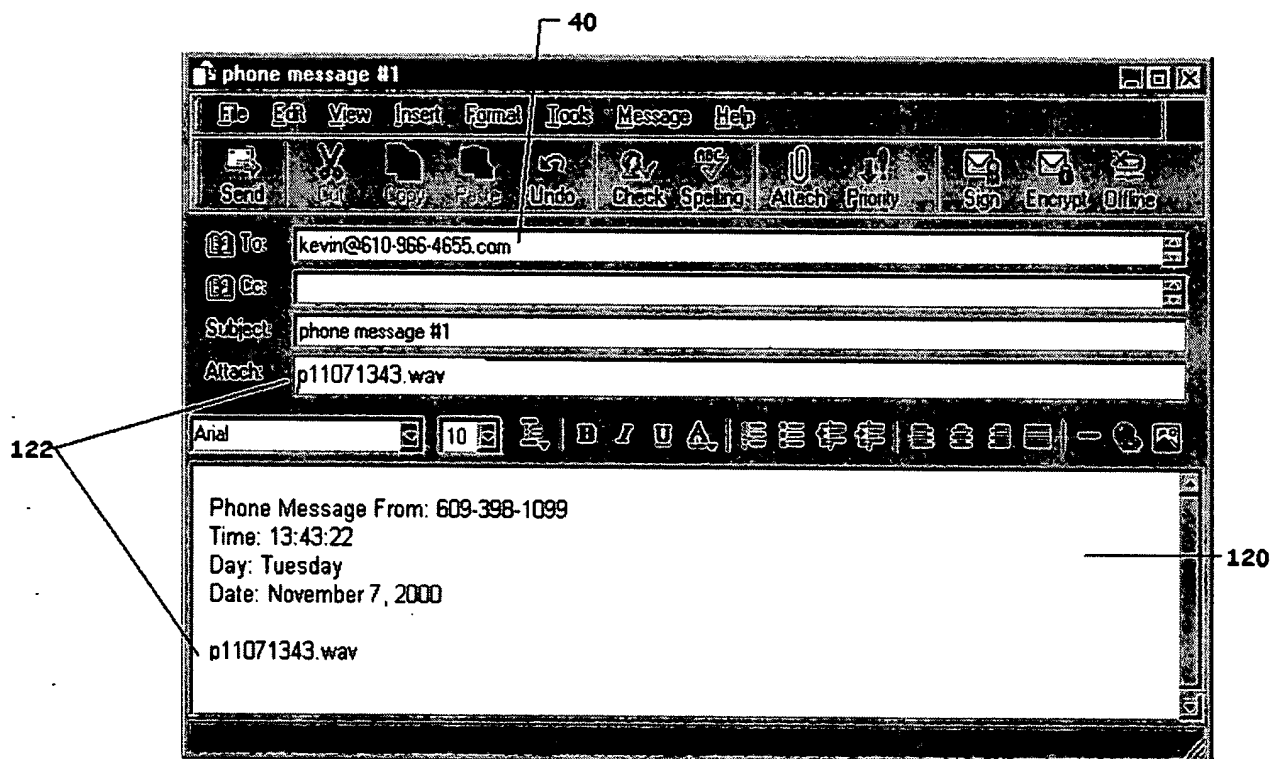 40
phone message #1
File Edit View Insert Format Tools Message Help
Send Cut Copy Paste Undo Check Spelling Attach Priority Sign Encrypt Offline
To: kevin@610-966-4655.com
Cc:
Subject: phone message #1
Attach: p11071343.wav
122
Arial 10 B I U A
Phone Message From: 609-398-1099
Time: 13:43:22
Day: Tuesday
120
Date: November 7, 2000
p11071343.wav